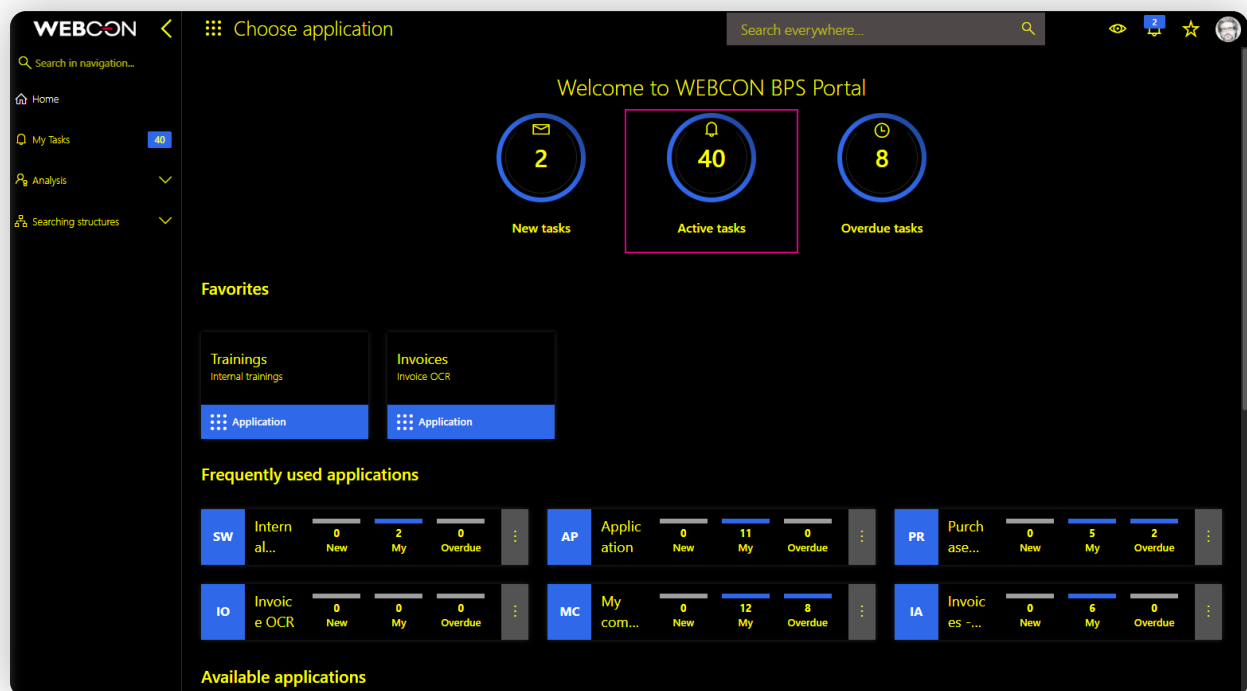 WEBCON
Choose application
Search everywhere...
2
Search in navigation...
Home
My Tasks
40
Analysis
Searching structures
Welcome to WEBCON BPS Portal
2
New tasks
40
Active tasks
8
Overdue tasks
Favorites
Trainings
Internal trainings
Application
Invoices
Invoice OCR
Application
Frequently used applications
SW
Intern
al...
0
New
2
My
0
Overdue
AP
Applic
ation
0
New
11
My
0
Overdue
PR
Purch
ase...
0
New
5
My
2
Overdue
IO
Invoic
e OCR
0
New
0
My
0
Overdue
MC
My
com...
0
New
12
My
8
Overdue
IA
Invoic
es -...
0
New
6
My
0
Overdue
Available applications